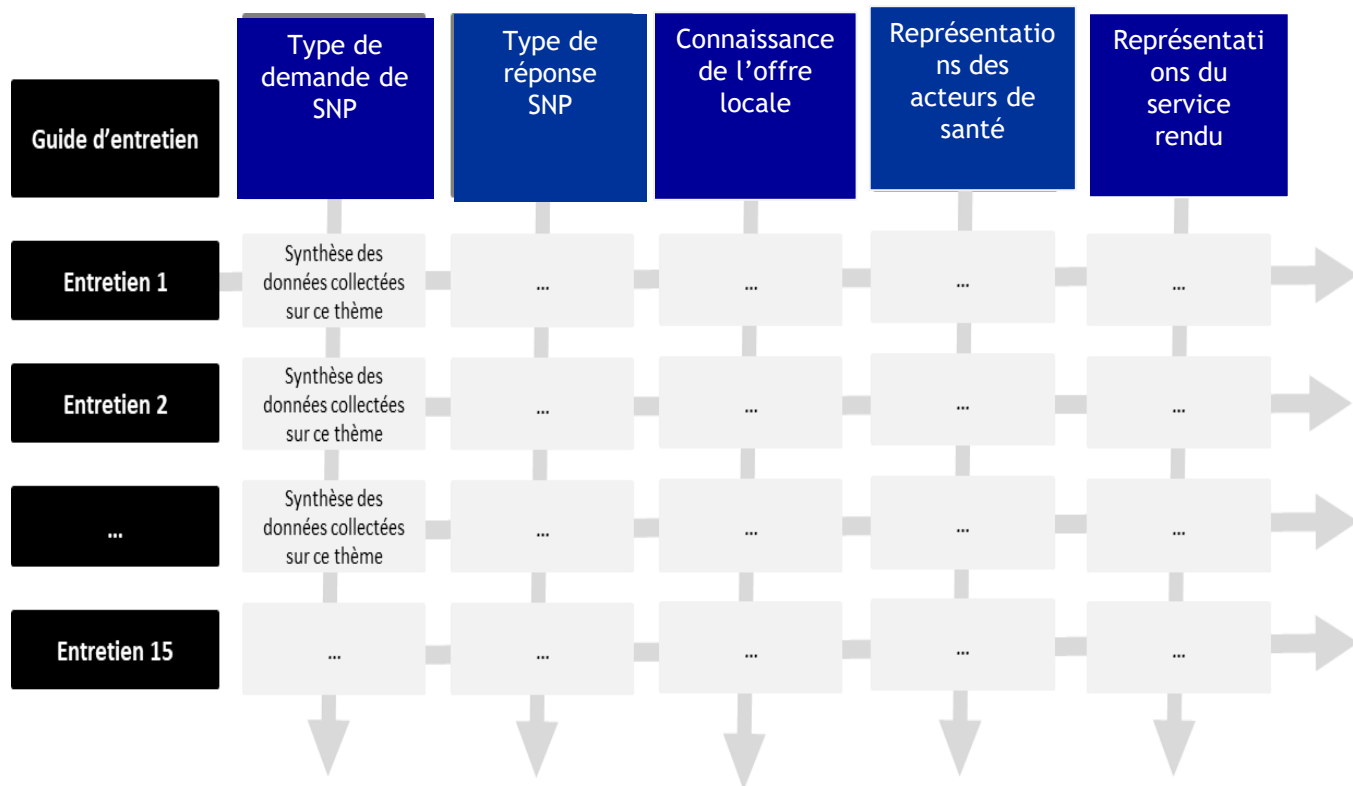 Guide d'entretien
Type de
demande de
SNP
Type de
réponse
SNP
Connaissance
de l'offre
locale
Représentatio
ns des
acteurs de
santé
Représentati
ons du
service
rendu
Entretien 1
Synthèse des
données collectées
sur ce thème
...
...
...
...
Entretien 2
Synthèse des
données collectées
sur ce thème
...
...
...
...
...
Synthèse des
données collectées
sur ce thème
...
...
...
...
Entretien 15
...
...
...
...
...